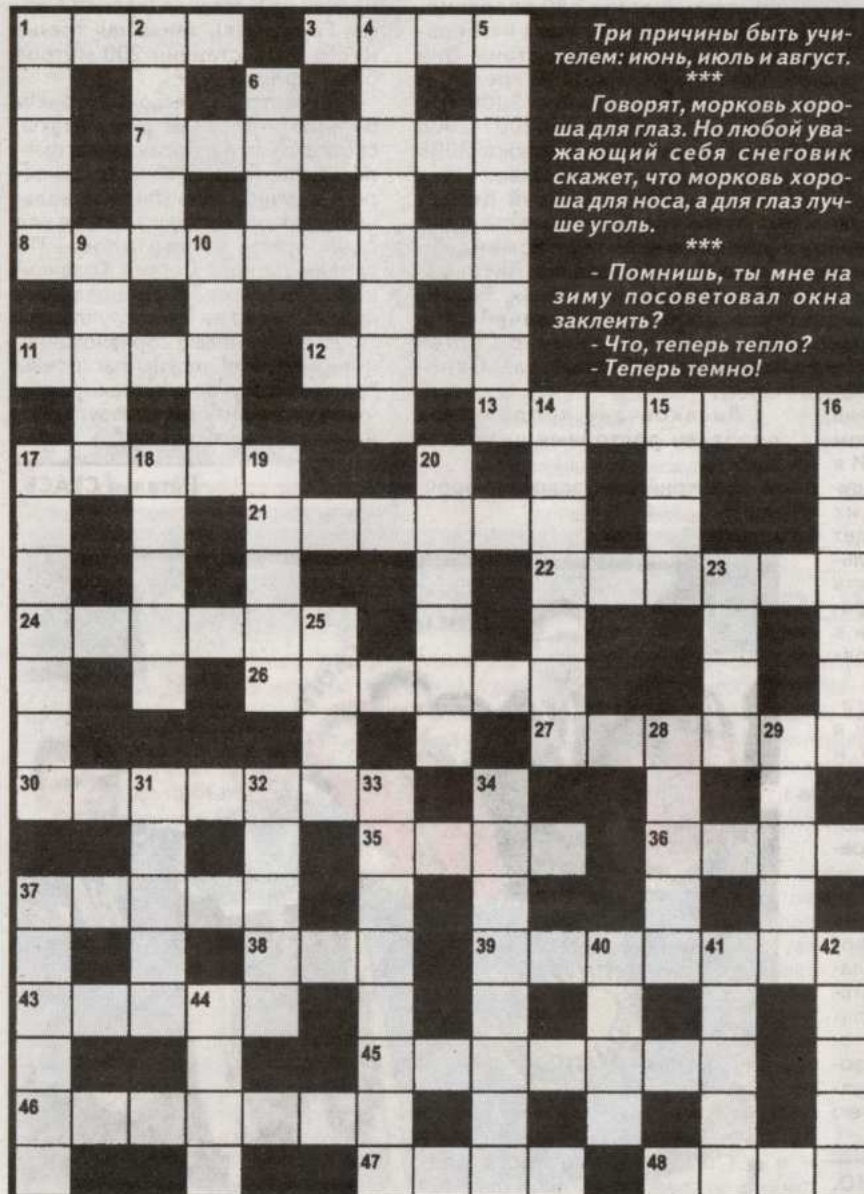 1 2 3 4 5
6
7
8 9 10
11 12
13 14 15 16
17 18 19 20
21
22 23
24 25
26
27 28 29
30 31 32 33 34
35 36
37
38 39 40 41 42
43 44
45
46
47 48
Три причины быть учи-
телем: июнь, июль и август.
***
Говорят, морковь хоро-
ша для глаз. Но любой ува-
жающий себя снеговик
скажет, что морковь хоро-
ша для носа, а для глаз луч-
ше уголь.
***
- Помнишь, ты мне на
зиму посоветовал окна
заклеить?
- Что, теперь тепло?
- Теперь темно!